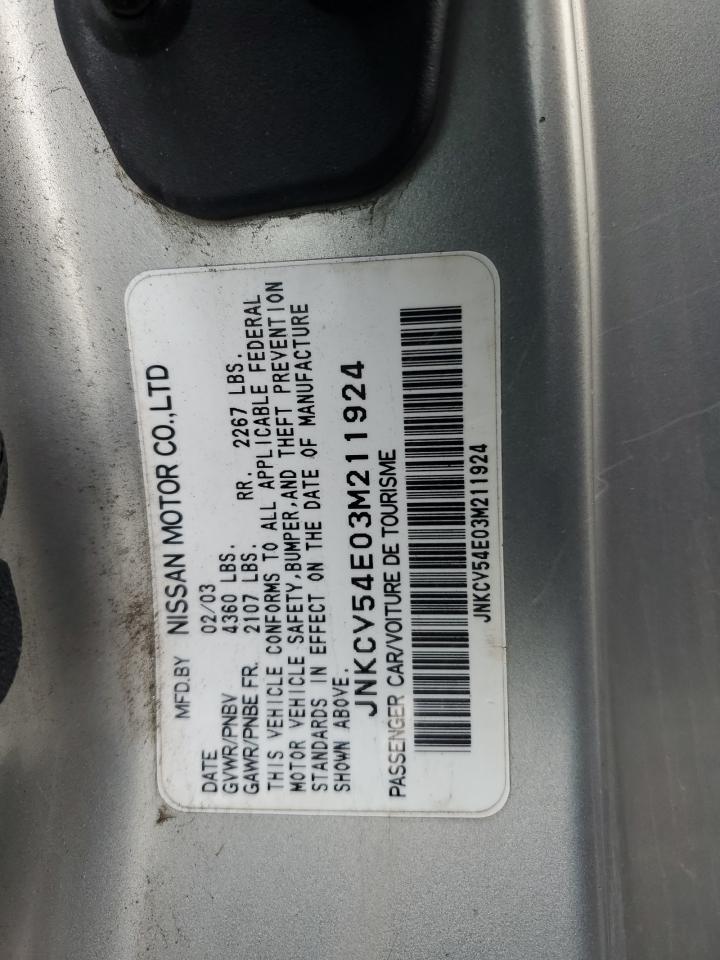 MFD.BY NISSAN MOTOR CO.,LTD
DATE 02/03
GVWR/PNBV 4360 LBS.
GAWR/PNBE FR. 2107 LBS. RR. 2267 LBS.
THIS VEHICLE CONFORMS TO ALL APPLICABLE FEDERAL
MOTOR VEHICLE SAFETY,BUMPER,AND THEFT PREVENTION
STANDARDS IN EFFECT ON THE DATE OF MANUFACTURE
SHOWN ABOVE.
JNKCV54E03M211924
PASSENGER CAR/VOITURE DE TOURISME
JNKCV54E03M211924